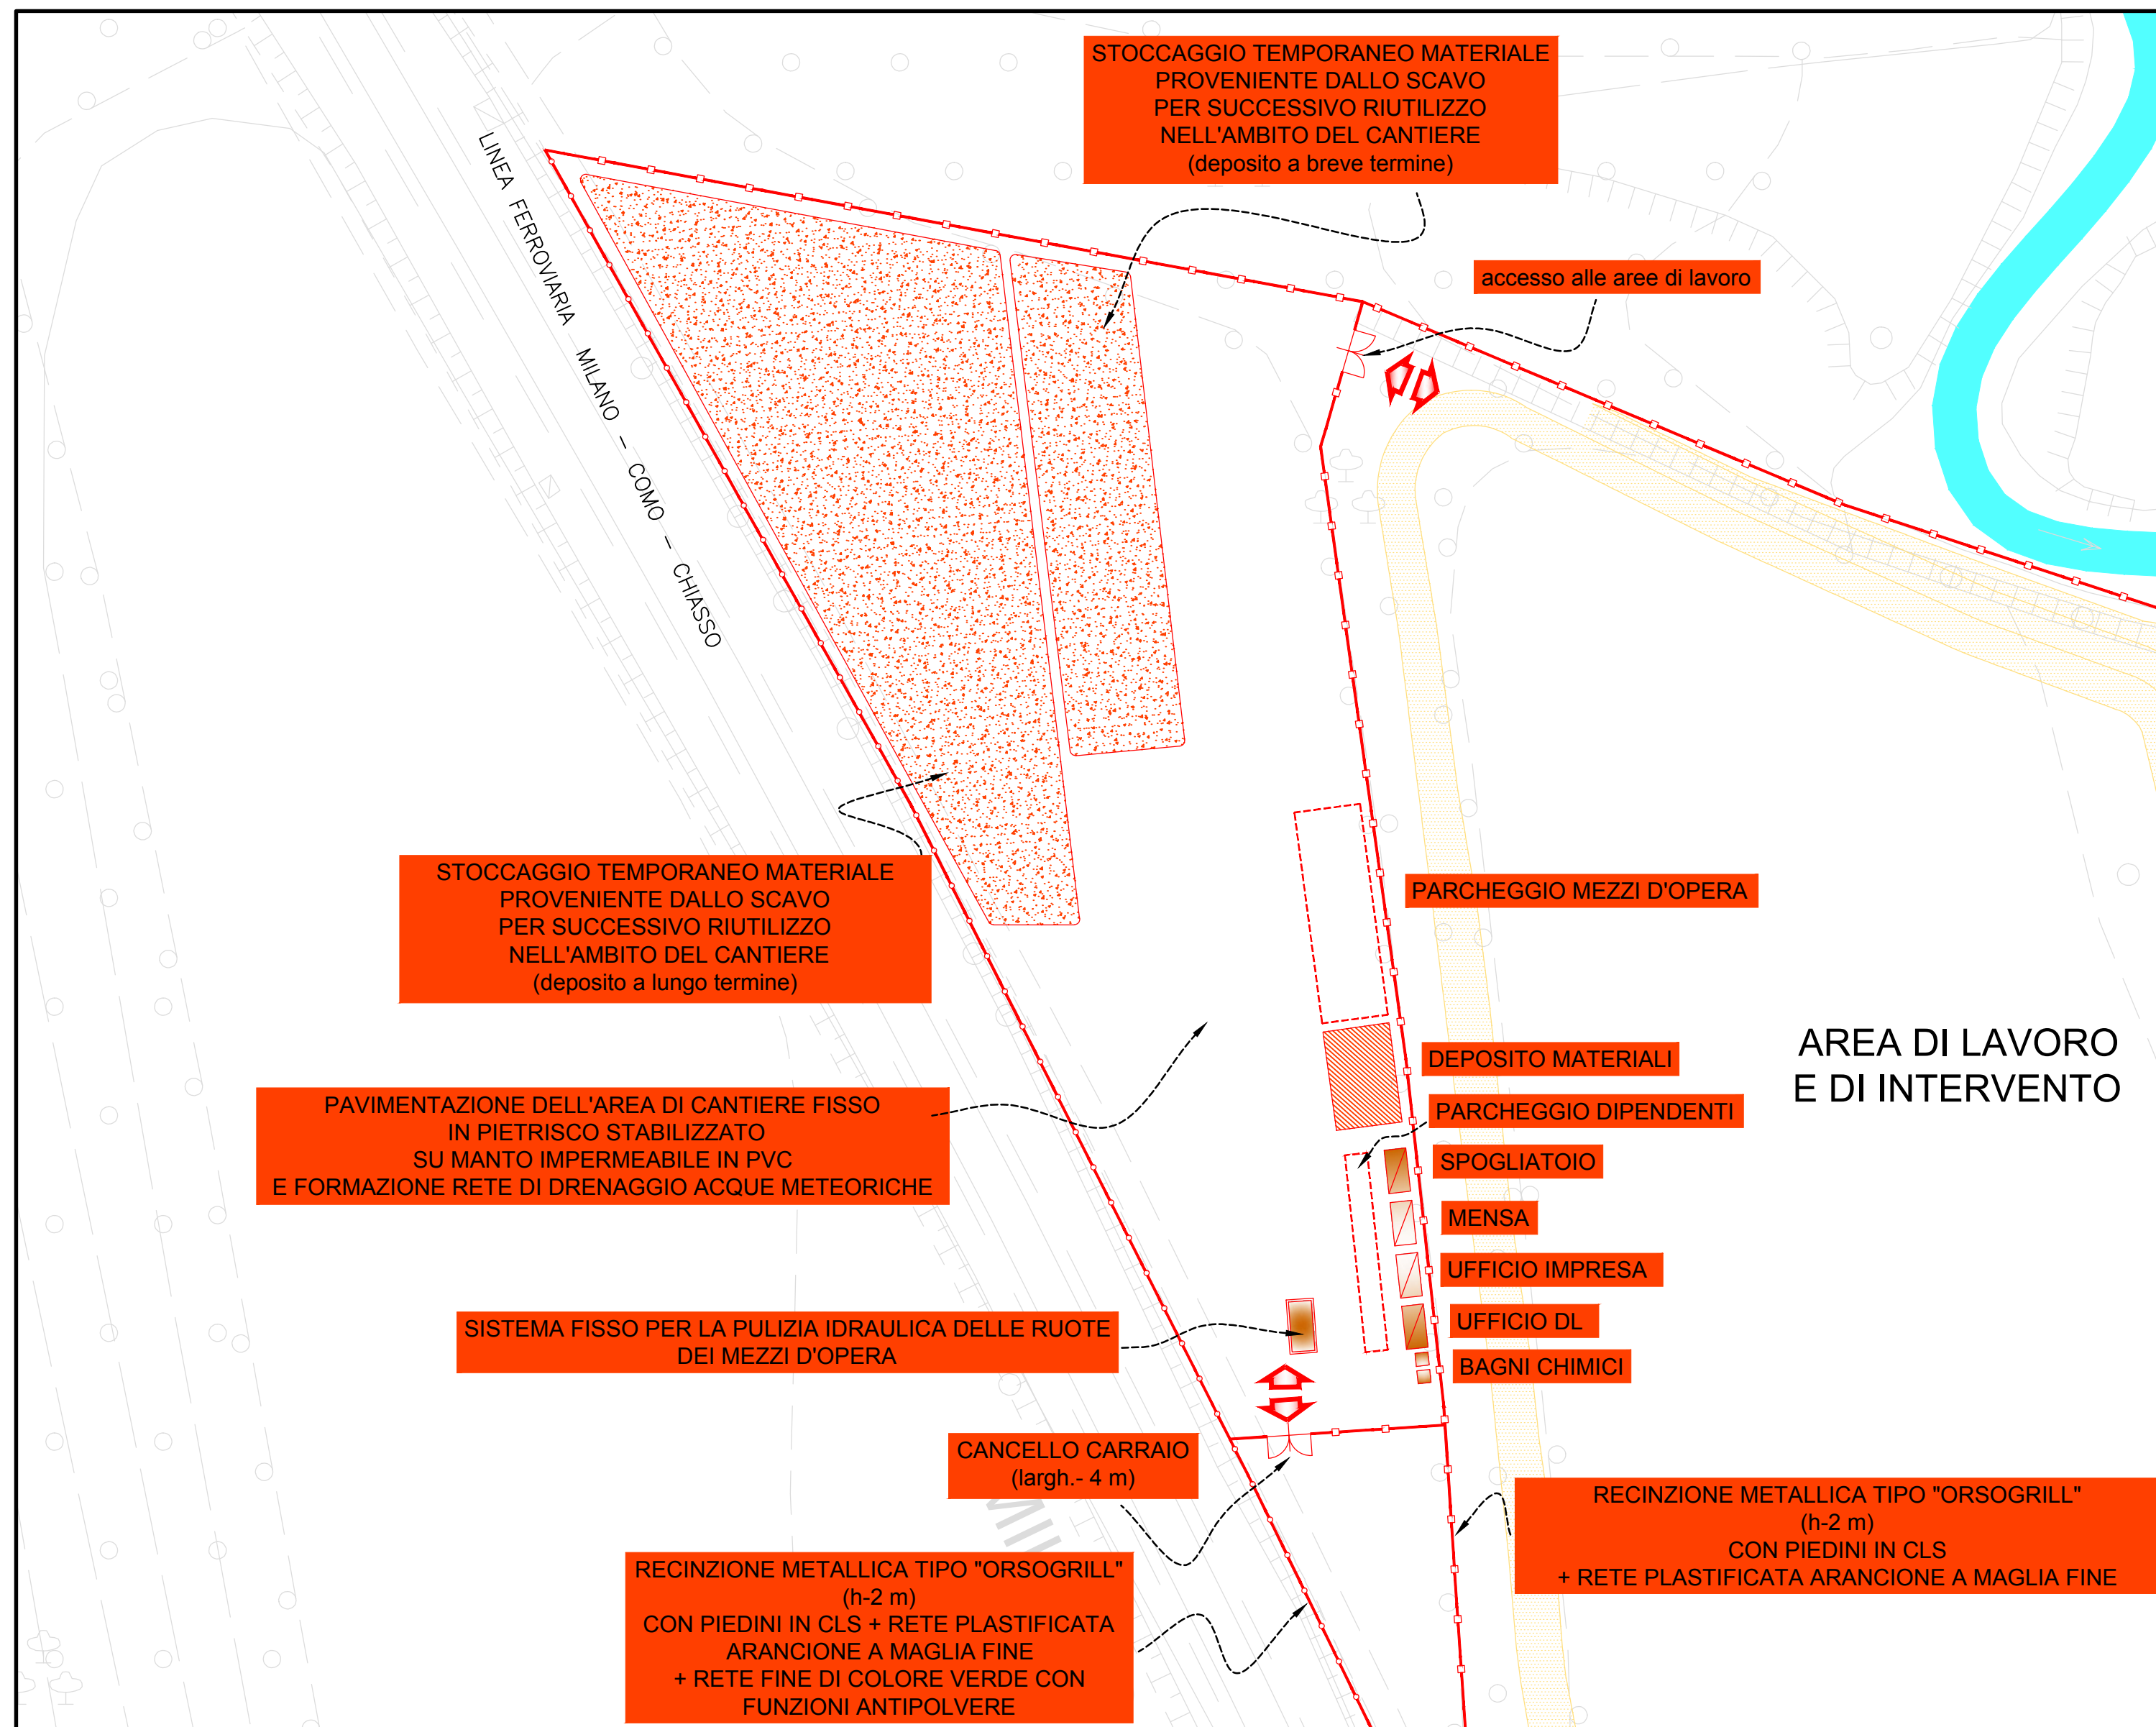 STOCCAGGIO TEMPORANEO MATERIALE
PROVENIENTE DALLO SCAVO
PER SUCCESSIVO RIUTILIZZO
NELL'AMBITO DEL CANTIERE
(deposito a breve termine)
accesso alle aree di lavoro
LINEA FERROVIARIA MILANO - COMO - CHIASSO
STOCCAGGIO TEMPORANEO MATERIALE
PROVENIENTE DALLO SCAVO
PER SUCCESSIVO RIUTILIZZO
NELL'AMBITO DEL CANTIERE
(deposito a lungo termine)
PARCHEGGIO MEZZI D'OPERA
AREA DI LAVORO
E DI INTERVENTO
DEPOSITO MATERIALI
PAVIMENTAZIONE DELL'AREA DI CANTIERE FISSO
IN PIETRISCO STABILIZZATO
SU MANTO IMPERMEABILE IN PVC
E FORMAZIONE RETE DI DRENAGGIO ACQUE METEORICHE
PARCHEGGIO DIPENDENTI
SPOGLIATOIO
MENSA
UFFICIO IMPRESA
UFFICIO DL
BAGNI CHIMICI
SISTEMA FISSO PER LA PULIZIA IDRAULICA DELLE RUOTE
DEI MEZZI D'OPERA
CANCELLO CARRAIO
(largh.- 4 m)
RECINZIONE METALLICA TIPO "ORSOGRILL"
(h-2 m)
CON PIEDINI IN CLS
+ RETE PLASTIFICATA ARANCIONE A MAGLIA FINE
RECINZIONE METALLICA TIPO "ORSOGRILL"
(h-2 m)
CON PIEDINI IN CLS + RETE PLASTIFICATA
ARANCIONE A MAGLIA FINE
+ RETE FINE DI COLORE VERDE CON
FUNZIONI ANTIPOLVERE